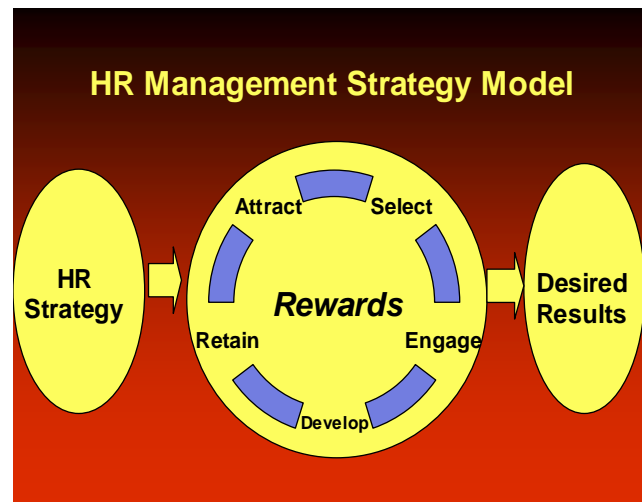 HR Management Strategy Model
Attract
Select
HR
Strategy
Rewards
Desired
Results
Retain
Engage
Develop